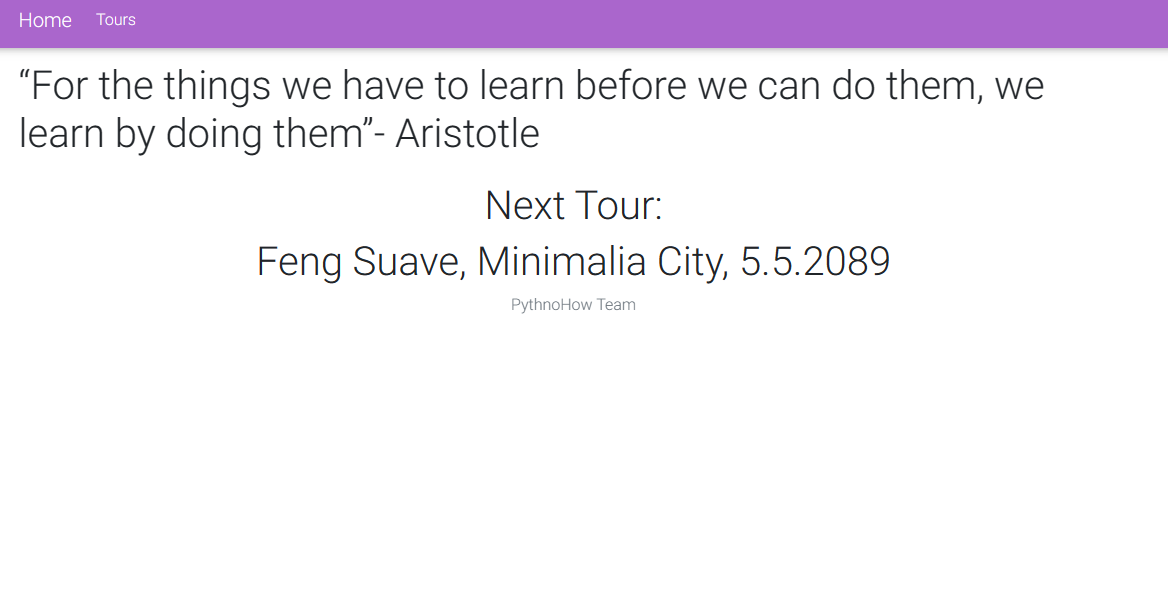 Home Tours
“For the things we have to learn before we can do them, we
learn by doing them”- Aristotle
Next Tour:
Feng Suave, Minimalia City, 5.5.2089
PythnoHow Team